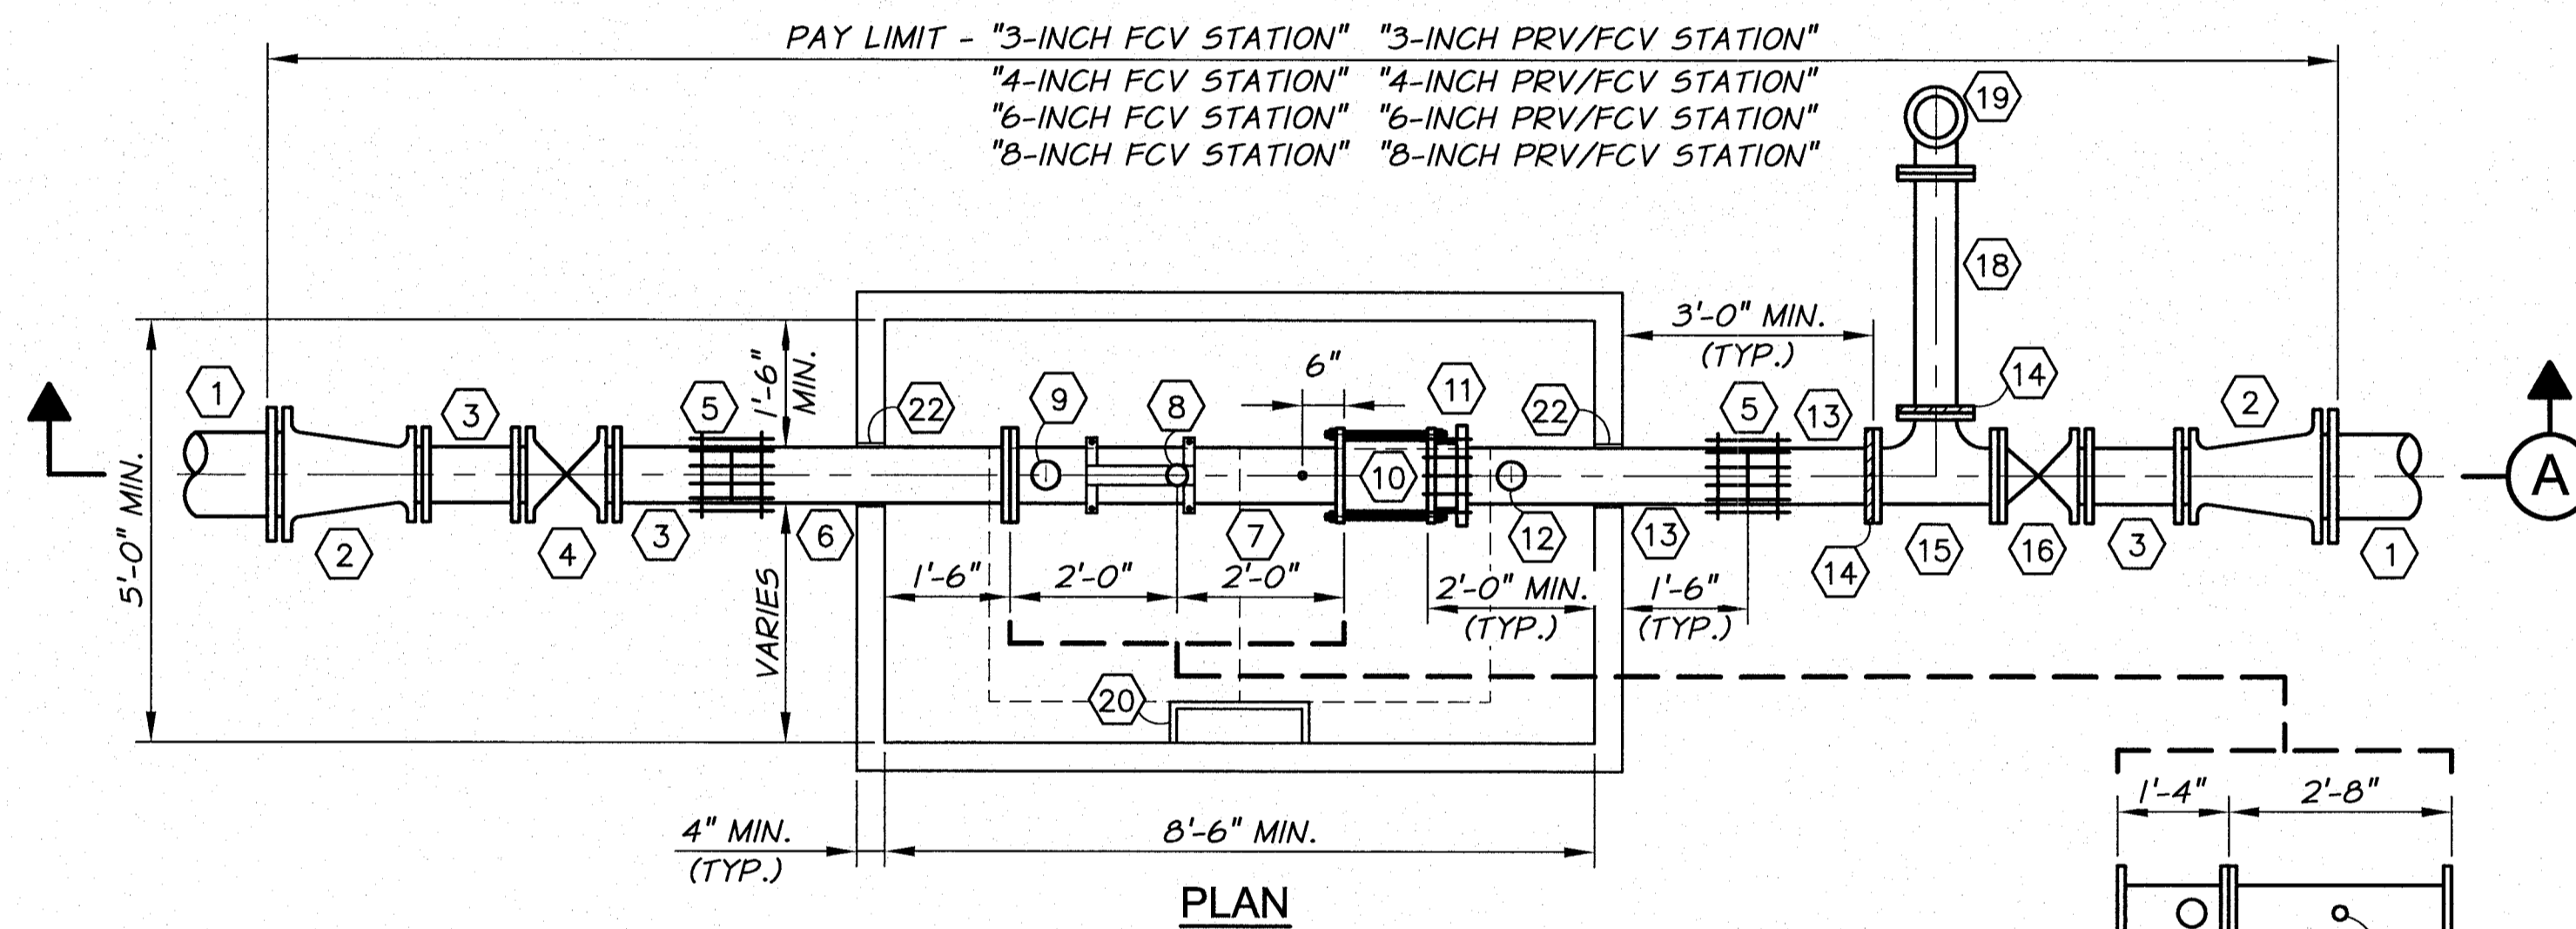 PAY LIMIT - "3-INCH FCV STATION" "3-INCH PRV/FCV STATION"
"4-INCH FCV STATION" "4-INCH PRV/FCV STATION"
"6-INCH FCV STATION" "6-INCH PRV/FCV STATION"
"8-INCH FCV STATION" "8-INCH PRV/FCV STATION"
19
18
3'-0" MIN.
(TYP.)
1'-6"
MIN.
6"
1
3
5
22
9
8
11
22
5
13
14
2
A
5'-0" MIN.
2
4
3
6
7
10
12
13
14
15
16
3
1
VARIES
1'-6"
2'-0"
2'-0"
2'-0" MIN.
(TYP.)
1'-6"
(TYP.)
20
1'-4"
2'-8"
4" MIN.
(TYP.)
8'-6" MIN.
PLAN